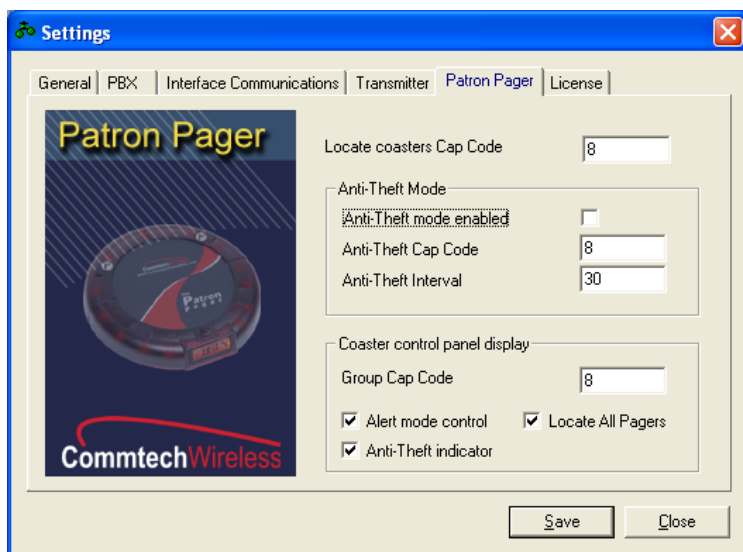 Settings
General PBX Interface Communications Transmitter Patron Pager License
Patron Pager
CommtechWireless
Locate coasters Cap Code 8
Anti-Theft Mode
Anti-Theft mode enabled
Anti-Theft Cap Code 8
Anti-Theft Interval 30
Coaster control panel display
Group Cap Code 8
Alert mode control Locate All Pagers
Anti-Theft indicator
Save Close